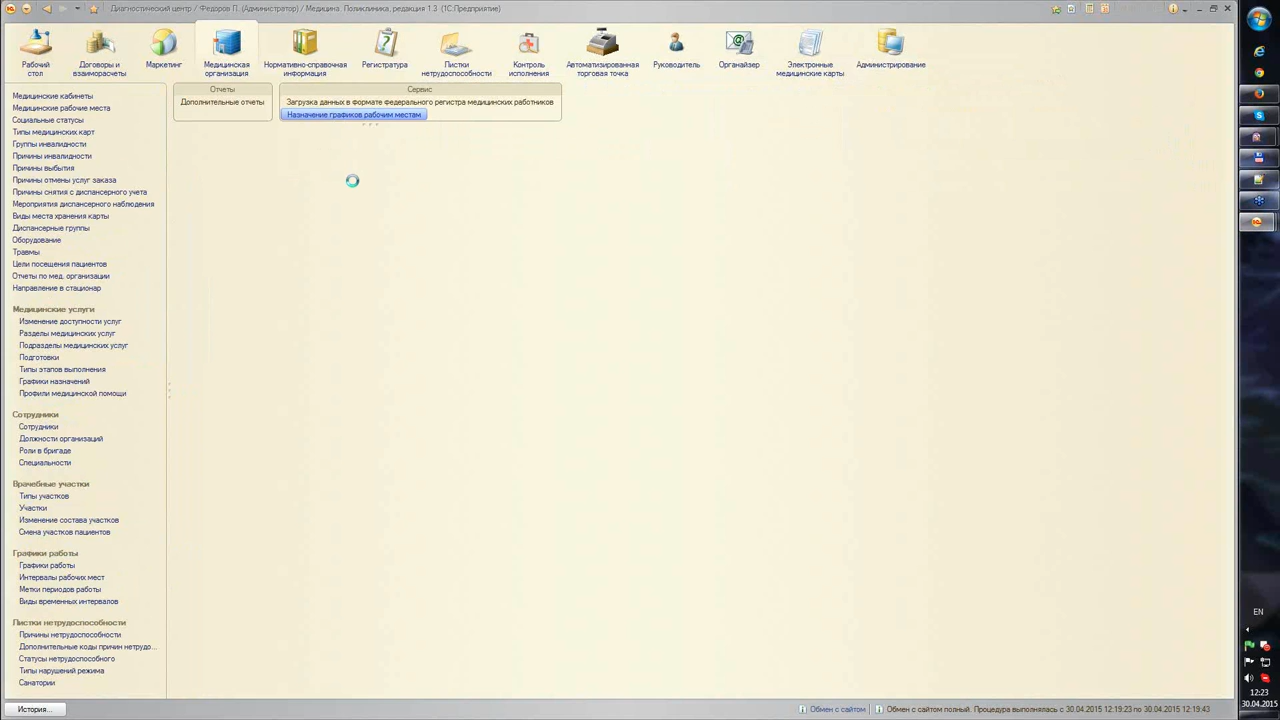 Диагностический центр / Федоров П. (Администратор) / Медицина. Поликлиника, редакция 1.3 (1С:Предприятие)
Рабочий стол
Договоры и взаиморасчеты
Маркетинг
Медицинская организация
Нормативно-справочная информация
Регистратура
Листки нетрудоспособности
Контроль исполнения
Автоматизированная торговая точка
Руководитель
Органайзер
Электронные медицинские карты
Администрирование
Отчеты
Дополнительные отчеты
Сервис
Загрузка данных в формате Федерального регистра медицинских работников
Назначение графиков рабочим местам
Медицинские кабинеты
Медицинские рабочие места
Социальные статусы
Типы медицинских карт
Группы инвалидности
Причины инвалидности
Причины выбытия
Причины отмены услуг заказа
Причины снятия с диспансерного учета
Мероприятия диспансерного наблюдения
Виды места хранения карты
Диспансерные группы
Оборудование
Травмы
Цели посещения пациентов
Отчеты по мед. организации
Направление в стационар
Медицинские услуги
Изменение доступности услуг
Разделы медицинских услуг
Подразделы медицинских услуг
Подготовки
Типы этапов выполнения
Графики назначений
Профили медицинской помощи
Сотрудники
Сотрудники
Должности организаций
Роли в бригаде
Специальности
Врачебные участки
Типы участков
Участки
Изменение состава участков
Смена участков пациентов
Графики работы
Графики работы
Интервалы рабочих мест
Метки периодов работы
Виды временных интервалов
Листки нетрудоспособности
Причины нетрудоспособности
Дополнительные коды причин нетрудо...
Статусы нетрудоспособного
Типы нарушений режима
Санатории
История...
Обмен с сайтом
Обмен с сайтом полный. Процедура выполнялась с 30.04.2015 12:19:23 по 30.04.2015 12:19:43
EN
12:23
30.04.2015